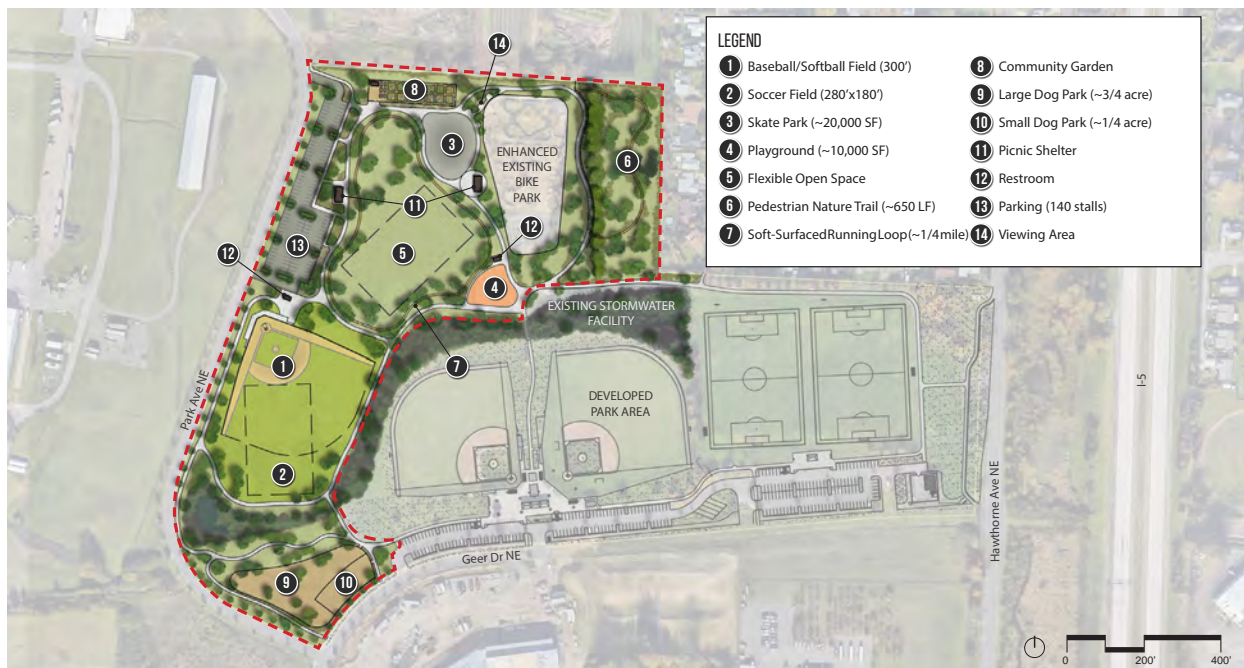 LEGEND
1 Baseball/Softball Field (300')
2 Soccer Field (280'x180')
3 Skate Park (~20,000 SF)
4 Playground (~10,000 SF)
5 Flexible Open Space
6 Pedestrian Nature Trail (~650 LF)
7 Soft-Surfaced Running Loop (~1/4 mile)
8 Community Garden
9 Large Dog Park (~3/4 acre)
10 Small Dog Park (~1/4 acre)
11 Picnic Shelter
12 Restroom
13 Parking (140 stalls)
14 Viewing Area
14
8
3
ENHANCED
EXISTING
BIKE
PARK
6
11
12
13
5
12
4
EXISTING STORMWATER
FACILITY
7
1
DEVELOPED
PARK AREA
2
Park Ave NE
I-5
Hawthorne Ave NE
Geer Dr NE
9
10
0
200'
400'